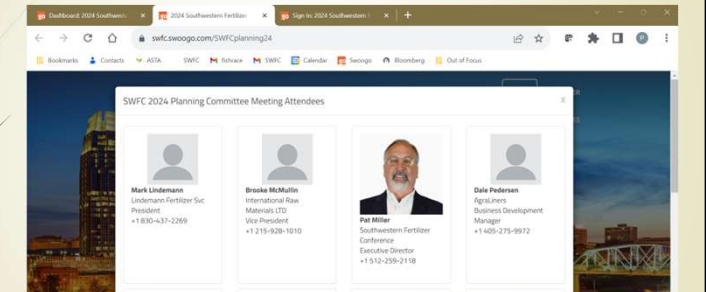 Dashboard: 2024 Southweste
2024 Southwestern Fertilizer
Sign In: 2024 Southwestern
swfc.swoogo.com/SWFCplanning24
Bookmarks Contacts ASTA SWFC fishrace SWFC Calendar Swoogo Bloomberg Out of Focus
SWFC 2024 Planning Committee Meeting Attendees
X
Mark Lindemann
Lindemann Fertilizer Svc
President
+1 830-437-2269
Brooke McMullin
International Raw
Materials LTD
Vice President
+1 215-928-1010
Pat Miller
Southwestern Fertilizer
Conference
Executive Director
+1 512-259-2118
Dale Pedersen
AgraLiners
Business Development
Manager
+1 405-275-9972